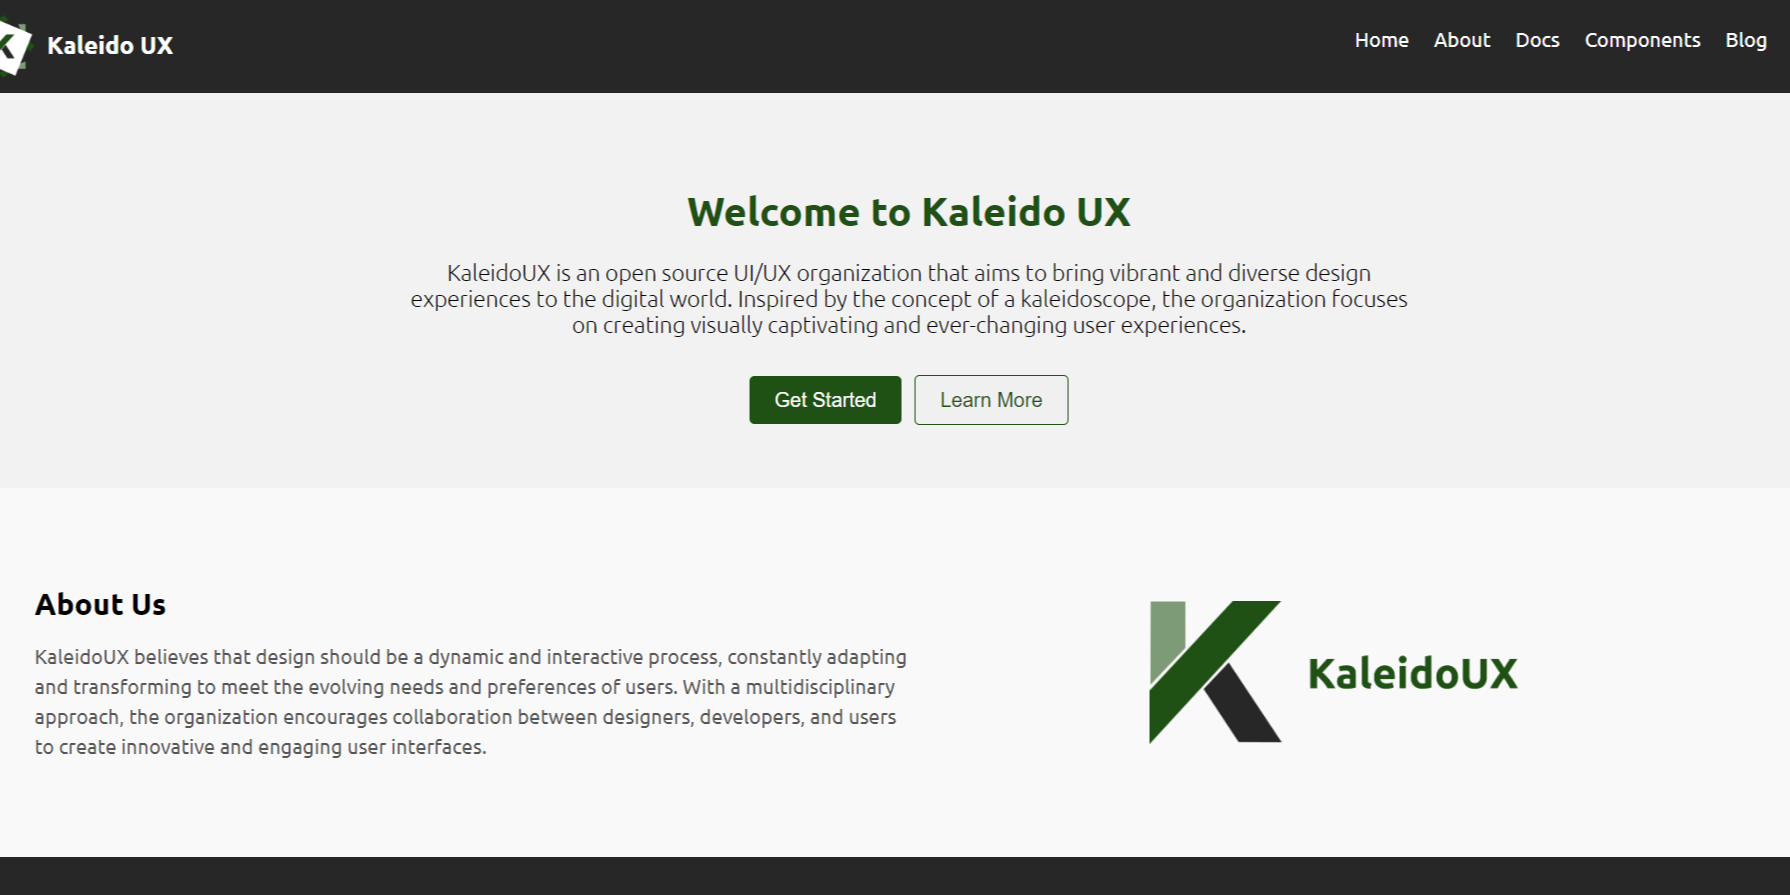 Kaleido UX
Home About Docs Components Blog
Welcome to Kaleido UX
KaleidoUX is an open source UI/UX organization that aims to bring vibrant and diverse design
experiences to the digital world. Inspired by the concept of a kaleidoscope, the organization focuses
on creating visually captivating and ever-changing user experiences.
Get Started Learn More
About Us
KaleidoUX believes that design should be a dynamic and interactive process, constantly adapting
and transforming to meet the evolving needs and preferences of users. With a multidisciplinary
approach, the organization encourages collaboration between designers, developers, and users
to create innovative and engaging user interfaces.
K
KaleidoUX